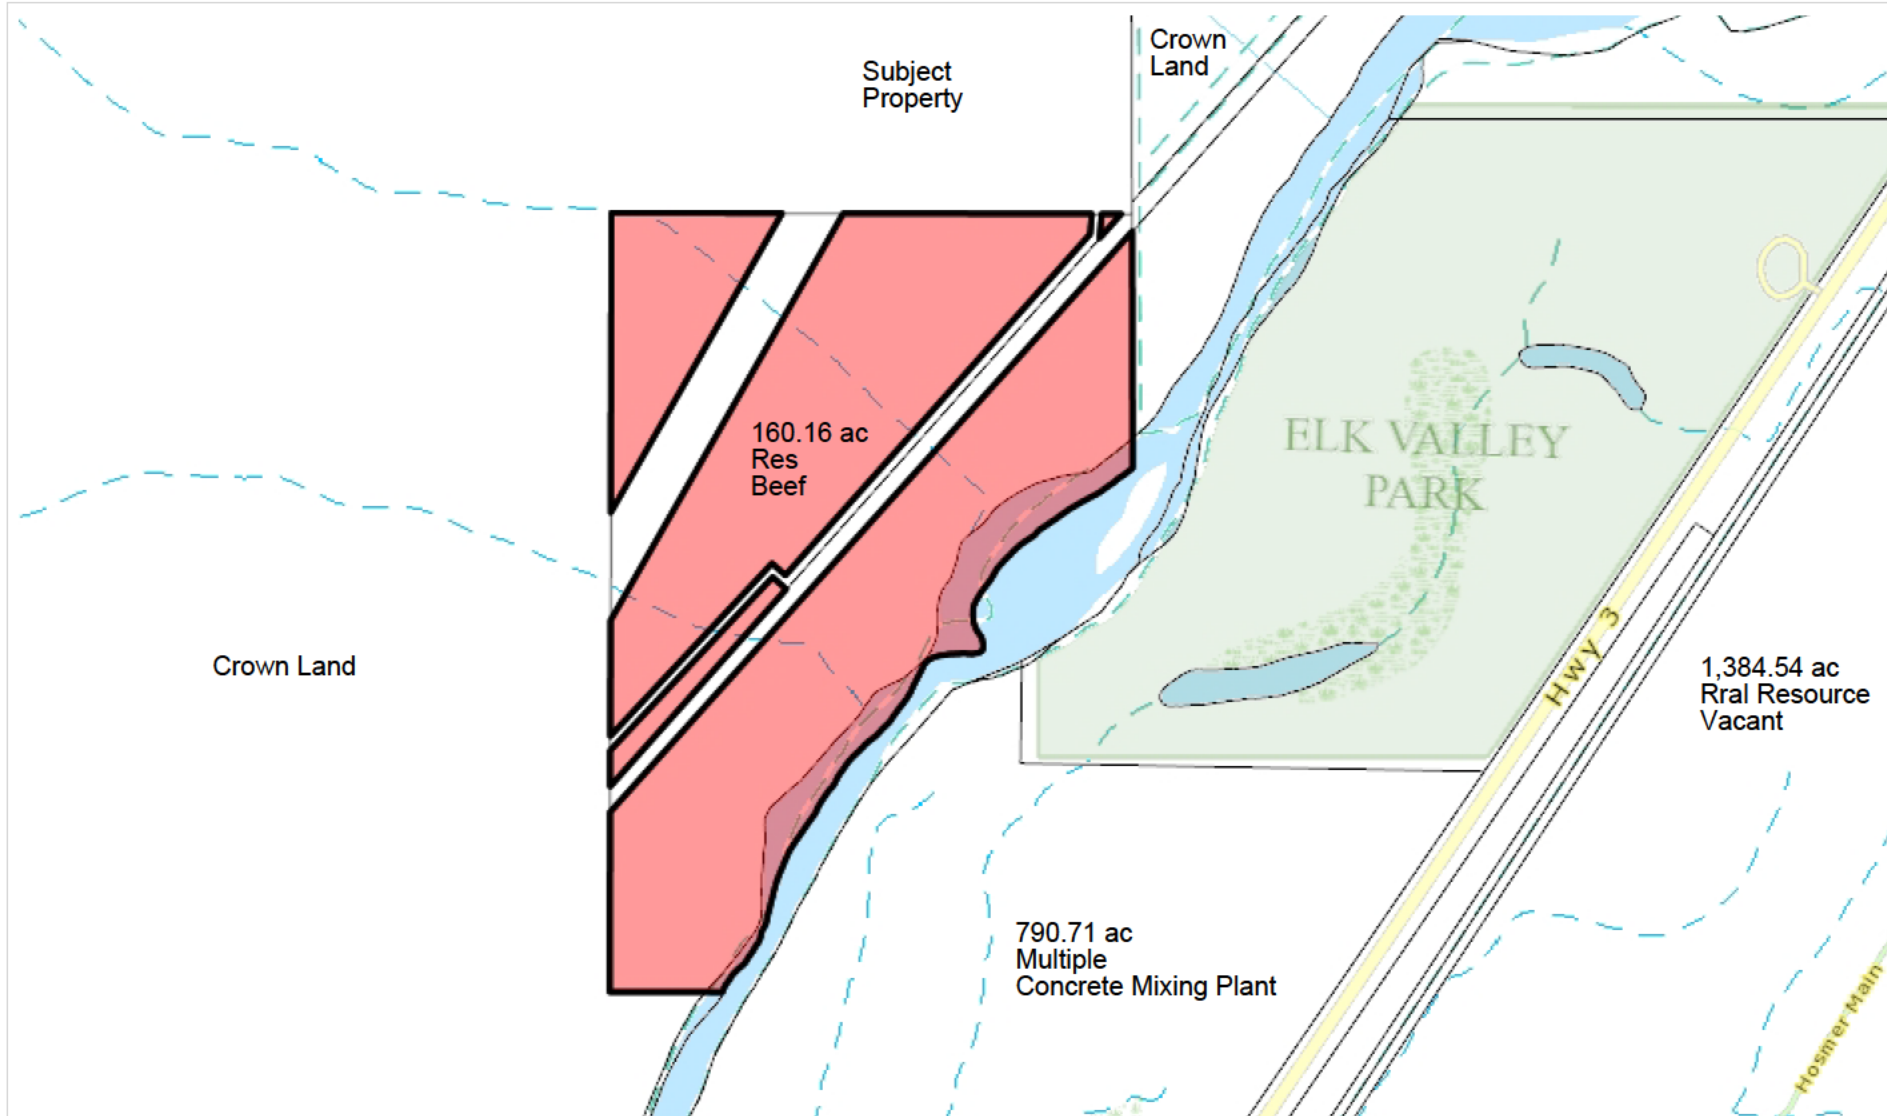 Crown
Land
Subject
Property
160.16 ac
Res
Beef
ELK VALLEY
PARK
Hwy 3
Crown Land
1,384.54 ac
Rral Resource
Vacant
790.71 ac
Multiple
Concrete Mixing Plant
Hosmer Main